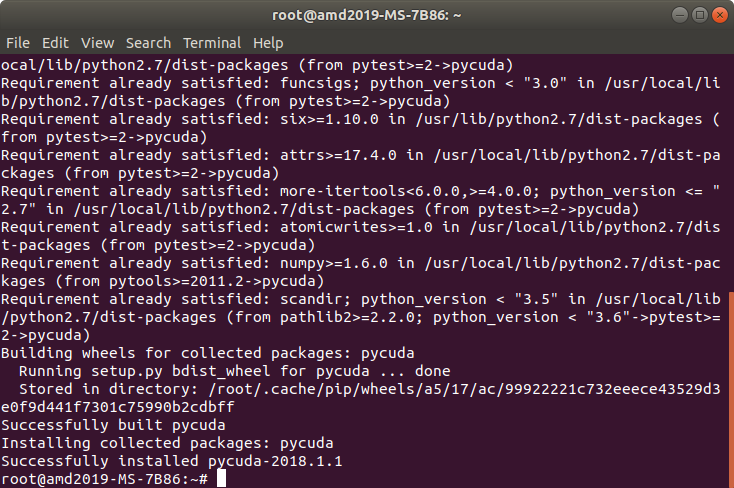 root@amd2019-MS-7B86: ~
File Edit View Search Terminal Help
ocal/lib/python2.7/dist-packages (from pytest>=2->pycuda)
Requirement already satisfied: funcsigs; python_version < "3.0" in /usr/local/li
b/python2.7/dist-packages (from pytest>=2->pycuda)
Requirement already satisfied: six>=1.10.0 in /usr/lib/python2.7/dist-packages (
from pytest>=2->pycuda)
Requirement already satisfied: attrs>=17.4.0 in /usr/local/lib/python2.7/dist-pa
ckages (from pytest>=2->pycuda)
Requirement already satisfied: more-itertools<6.0.0,>=4.0.0; python_version <= "
2.7" in /usr/local/lib/python2.7/dist-packages (from pytest>=2->pycuda)
Requirement already satisfied: atomicwrites>=1.0 in /usr/local/lib/python2.7/dis
t-packages (from pytest>=2->pycuda)
Requirement already satisfied: numpy>=1.6.0 in /usr/local/lib/python2.7/dist-pac
kages (from pytools>=2011.2->pycuda)
Requirement already satisfied: scandir; python_version < "3.5" in /usr/local/lib
/python2.7/dist-packages (from pathlib2>=2.2.0; python_version < "3.6"->pytest>=
2->pycuda)
Building wheels for collected packages: pycuda
  Running setup.py bdist_wheel for pycuda ... done
  Stored in directory: /root/.cache/pip/wheels/a5/17/ac/99922221c732eeece43529d3
e0f9d441f7301c75990b2cdbff
Successfully built pycuda
Installing collected packages: pycuda
Successfully installed pycuda-2018.1.1
root@amd2019-MS-7B86:~#